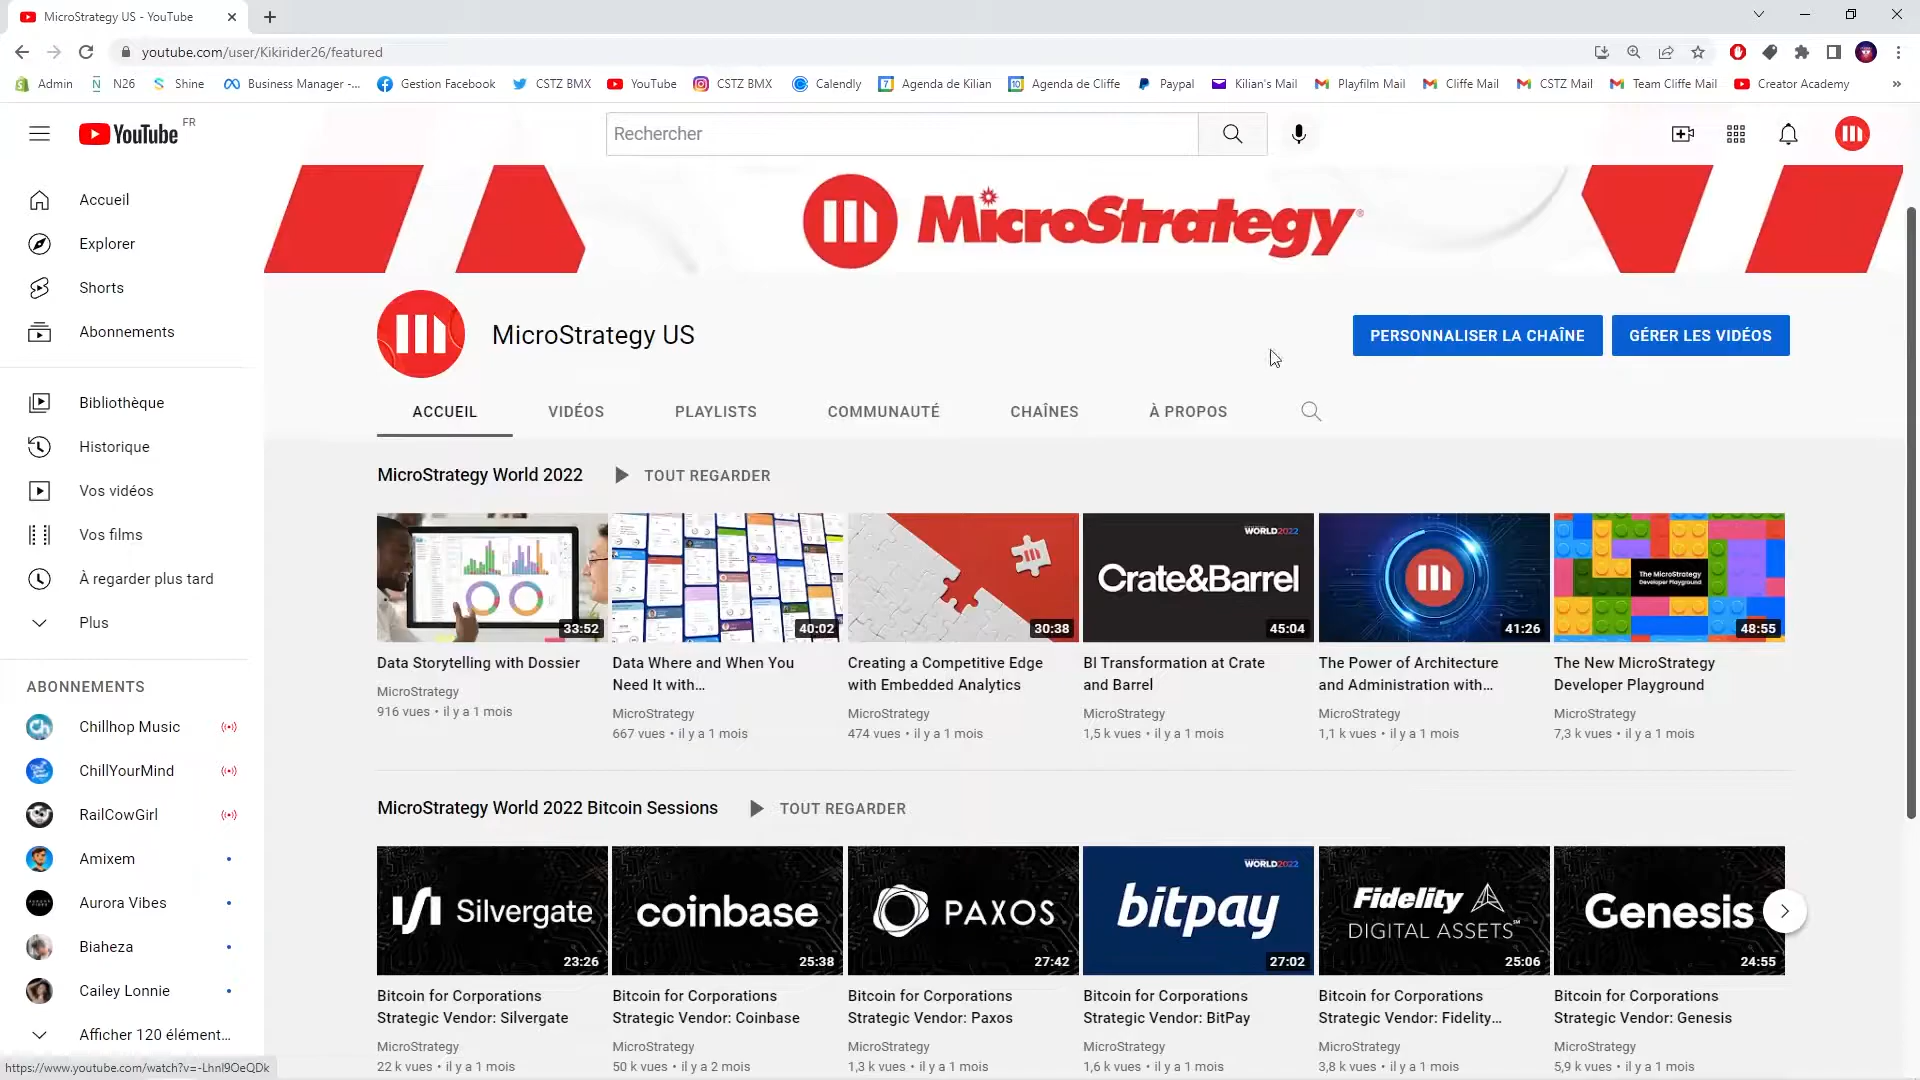 MicroStrategy US - YouTube
youtube.com/user/Kikirider26/featured
Admin
N26
Shine
Business Manager -...
Gestion Facebook
CSTZ BMX
YouTube
CSTZ BMX
Calendly
Agenda de Kilian
Agenda de Cliffe
Paypal
Kilian's Mail
Playfilm Mail
Cliffe Mail
CSTZ Mail
Team Cliffe Mail
Creator Academy
»
YouTube FR
Rechercher
Accueil
Explorer
Shorts
Abonnements
Bibliothèque
Historique
Vos vidéos
Vos films
À regarder plus tard
Plus
ABONNEMENTS
Chillhop Music
ChillYourMind
RailCowGirl
Amixem
Aurora Vibes
Biaheza
Cailey Lonnie
Afficher 120 élément...
MicroStrategy®
MicroStrategy US
PERSONNALISER LA CHAÎNE
GÉRER LES VIDÉOS
ACCUEIL
VIDÉOS
PLAYLISTS
COMMUNAUTÉ
CHAÎNES
À PROPOS
MicroStrategy World 2022
TOUT REGARDER
33:52
Data Storytelling with Dossier
MicroStrategy
916 vues • il y a 1 mois
40:02
Data Where and When You
Need It with...
MicroStrategy
667 vues • il y a 1 mois
30:38
Creating a Competitive Edge
with Embedded Analytics
MicroStrategy
474 vues • il y a 1 mois
WORLD2022
Crate&Barrel
45:04
BI Transformation at Crate
and Barrel
MicroStrategy
1,5 k vues • il y a 1 mois
41:26
The Power of Architecture
and Administration with...
MicroStrategy
1,1 k vues • il y a 1 mois
The MicroStrategy
Developer Playground
48:55
The New MicroStrategy
Developer Playground
MicroStrategy
7,3 k vues • il y a 1 mois
MicroStrategy World 2022 Bitcoin Sessions
TOUT REGARDER
Silvergate
23:26
Bitcoin for Corporations
Strategic Vendor: Silvergate
MicroStrategy
22 k vues • il y a 1 mois
coinbase
25:38
Bitcoin for Corporations
Strategic Vendor: Coinbase
MicroStrategy
50 k vues • il y a 2 mois
PAXOS
27:42
Bitcoin for Corporations
Strategic Vendor: Paxos
MicroStrategy
1,3 k vues • il y a 1 mois
WORLD2022
bitpay
27:02
Bitcoin for Corporations
Strategic Vendor: BitPay
MicroStrategy
1,6 k vues • il y a 1 mois
Fidelity
DIGITAL ASSETS℠
25:06
Bitcoin for Corporations
Strategic Vendor: Fidelity...
MicroStrategy
3,8 k vues • il y a 1 mois
Genesis
24:55
Bitcoin for Corporations
Strategic Vendor: Genesis
MicroStrategy
5,9 k vues • il y a 1 mois